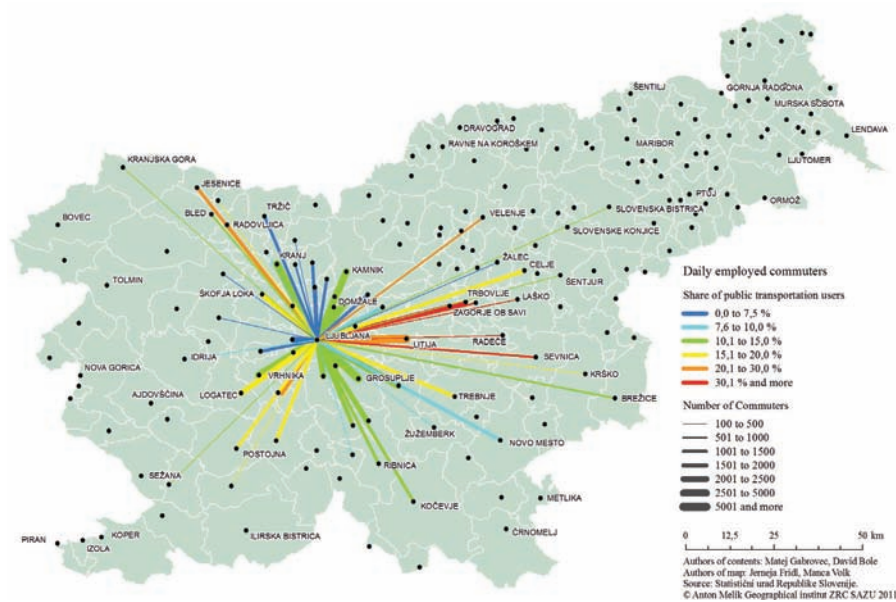 ŠENTILJ
GORNJA RADGONA
MURSKA SOBOTA
DRAVOGRAD
RAVNE NA KOROŠKEM
MARIBOR
LENDAVA
LJUTOMER
KRANJSKA GORA
JESENICE
PTUJ
ORMOŽ
BLED
TRŽIČ
RADOVLJICA
BOVEC
VELENJE
SLOVENSKA BISTRICA
SLOVENSKE KONJICE
KRANJ
KAMNIK
ŽALEC
CELJE
ŠENTJUR
TOLMIN
ŠKOFJA LOKA
DOMŽALE
TRBOVLJE
LAŠKO
ZAGORJE OB SAVI
LJUBLJANA
LITIJA
RADEČE
IDRIJA
SEVNICA
NOVA GORICA
VRHNIKA
GROSUPLJE
KRŠKO
AJDOVŠČINA
LOGATEC
TREBNJE
BREŽICE
ŽUŽEMBERK
NOVO MESTO
POSTOJNA
RIBNICA
SEŽANA
KOČEVJE
METLIKA
PIRAN
KOPER
IZOLA
ILIRSKA BISTRICA
ČRNOMELJ
Daily employed commuters
Share of public transportation users
0,0 to 7,5 %
7,6 to 10,0 %
10,1 to 15,0 %
15,1 to 20,0 %
20,1 to 30,0 %
30,1 % and more
Number of Commuters
100 to 500
501 to 1000
1001 to 1500
1501 to 2000
2001 to 2500
2501 to 5000
5001 and more
0 12,5 25 50 km
Authors of contents: Matej Gabrovec, David Bole
Authors of map: Jerneja Fridl, Manca Volk
Source: Statistični urad Republike Slovenije.
© Anton Melik Geographical institut ZRC SAZU 2011